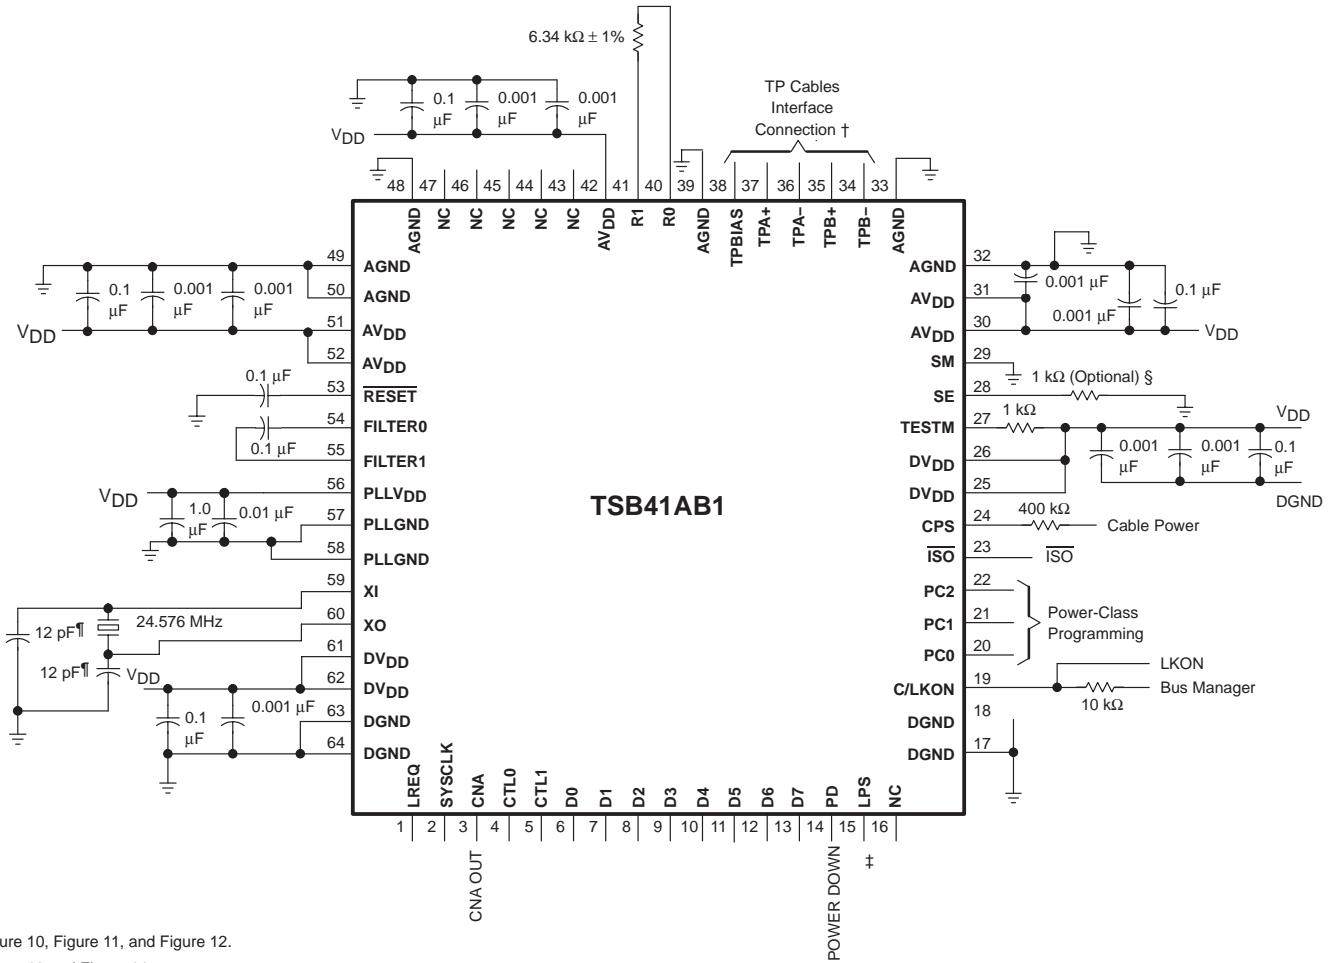 6.34 kΩ ± 1%
TP Cables
Interface
Connection †
0.1
µF
0.001
µF
0.001
µF
VDD
48 47 46 45 44 43 42 41 40 39 38 37 36 35 34 33
AGND
NC
NC
NC
NC
NC
AVDD
R1
R0
AGND
TPBIAS
TPA+
TPA−
TPB+
TPB−
AGND
49 AGND
50 AGND
51 AVDD
52 AVDD
53 RESET
54 FILTER0
55 FILTER1
56 PLLVDD
57 PLLGND
58 PLLGND
59 XI
60 XO
61 DVDD
62 DVDD
63 DGND
64 DGND
0.1
µF
0.001
µF
0.001
µF
VDD
0.1 µF
0.1 µF
VDD
1.0
µF
0.01 µF
12 pF¶
24.576 MHz
12 pF¶
VDD
0.1
µF
0.001 µF
TSB41AB1
AGND 32
AVDD 31
AVDD 30
SM 29
SE 28
TESTM 27
DVDD 26
DVDD 25
CPS 24
ISO 23
PC2 22
PC1 21
PC0 20
C/LKON 19
DGND 18
DGND 17
0.001 µF
0.001 µF
0.1 µF
VDD
1 kΩ (Optional) §
1 kΩ
VDD
0.001
µF
0.001
µF
0.1
µF
DGND
400 kΩ
Cable Power
ISO
Power-Class
Programming
LKON
Bus Manager
10 kΩ
LREQ
SYSCLK
CNA
CTL0
CTL1
D0
D1
D2
D3
D4
D5
D6
D7
PD
LPS
NC
1 2 3 4 5 6 7 8 9 10 11 12 13 14 15 16
CNA OUT
POWER DOWN
‡
ure 10, Figure 11, and Figure 12.